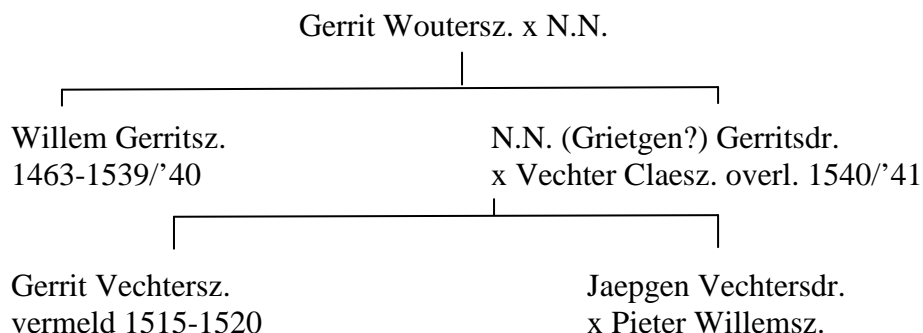 Gerrit Woutersz. x N.N.
Willem Gerritsz.
1463-1539/’40
N.N. (Grietgen?) Gerritsdr.
x Vechter Claesz. overl. 1540/’41
Gerrit Vechtersz.
vermeld 1515-1520
Jaepgen Vechtersdr.
x Pieter Willemsz.